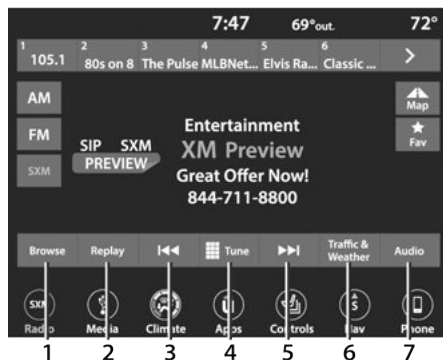 7:47 69°out. 72°
1 2 3 4 5 6
105.1 80s on 8 The Pulse MLBNet... Elvis Ra... Classic ...
AM
FM
SXM
Map
Fav
SIP SXM
PREVIEW
Entertainment
XM Preview
Great Offer Now!
844-711-8800
Browse Replay Tune Traffic & Weather Audio
SXM
Radio Media Climate Apps Controls Nav Phone
1 2 3 4 5 6 7